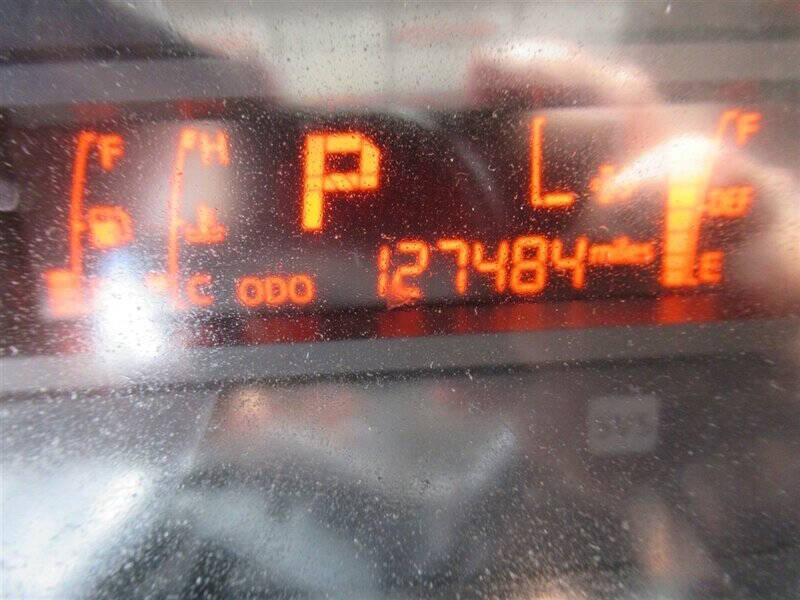 F H P L F
DEF
C ODO 127484 miles E